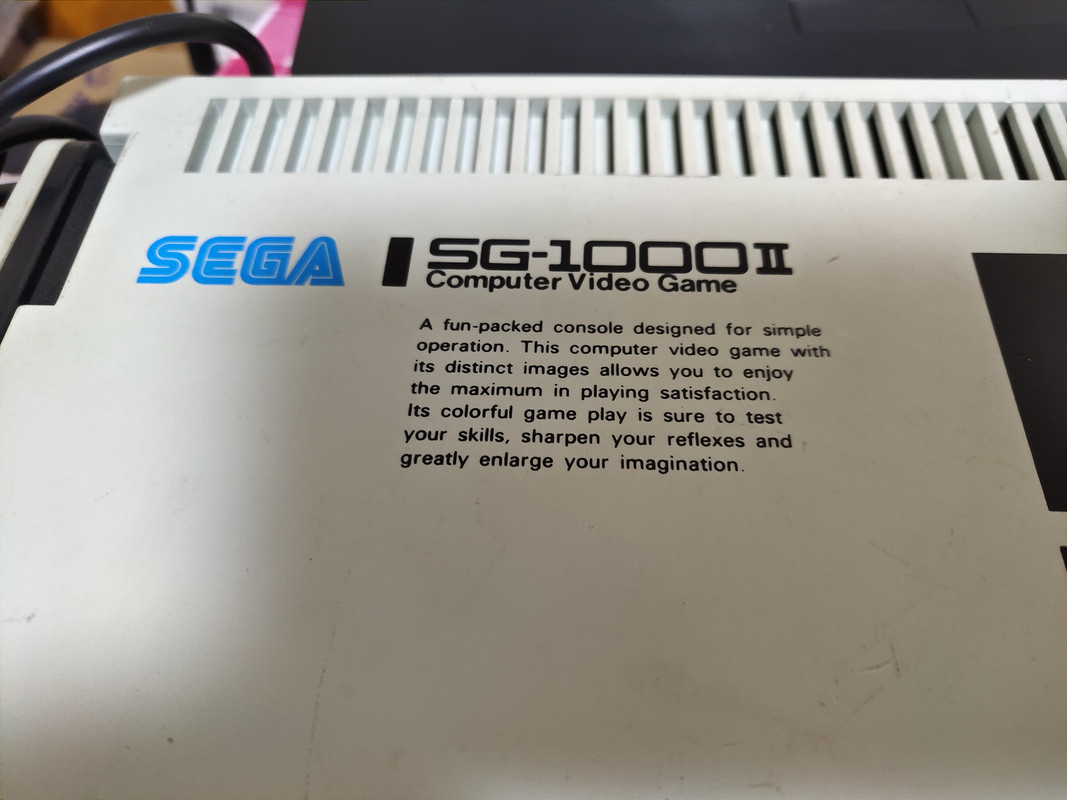 SEGA SG-1000 II
Computer Video Game
A fun-packed console designed for simple
operation. This computer video game with
its distinct images allows you to enjoy
the maximum in playing satisfaction.
Its colorful game play is sure to test
your skills, sharpen your reflexes and
greatly enlarge your imagination.